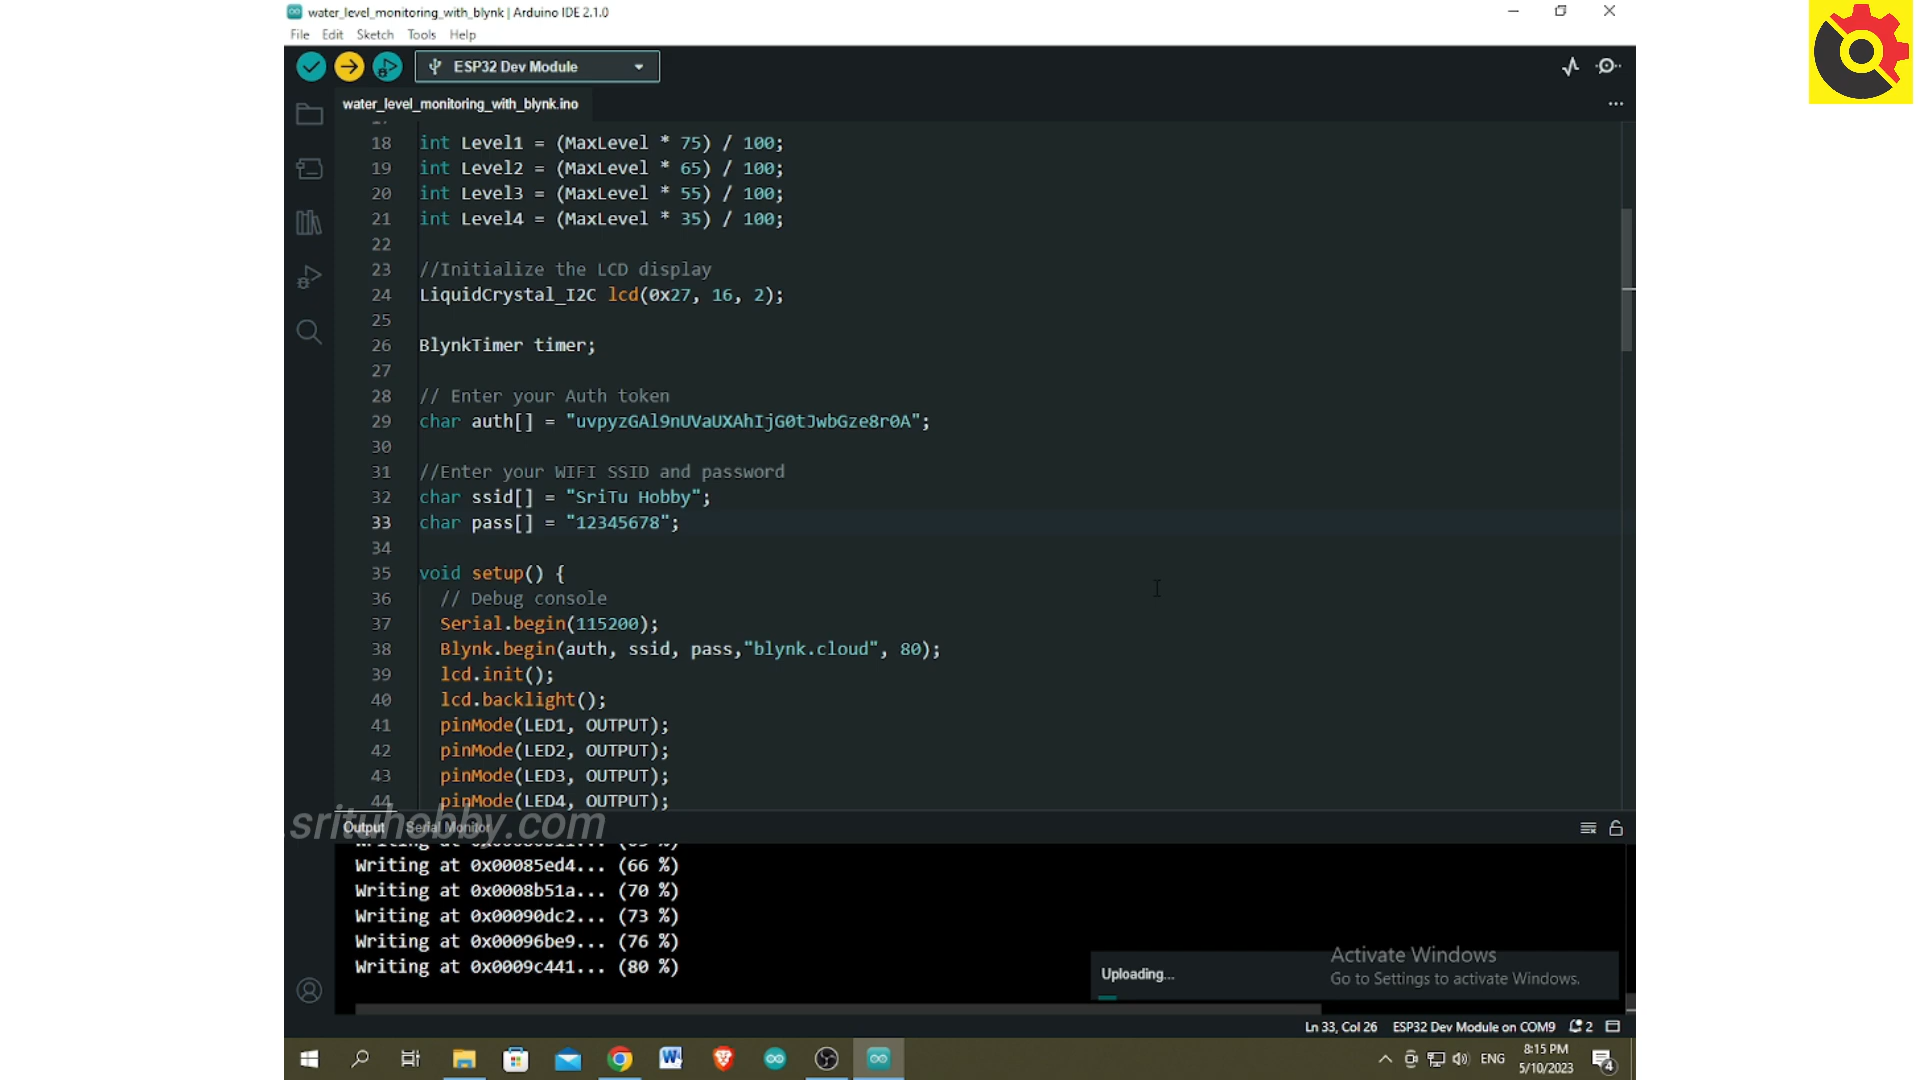 water_level_monitoring_with_blynk | Arduino IDE 2.1.0
File Edit Sketch Tools Help
ESP32 Dev Module
water_level_monitoring_with_blynk.ino
18 int Level1 = (MaxLevel * 75) / 100;
19 int Level2 = (MaxLevel * 65) / 100;
20 int Level3 = (MaxLevel * 55) / 100;
21 int Level4 = (MaxLevel * 35) / 100;
22
23 //Initialize the LCD display
24 LiquidCrystal_I2C lcd(0x27, 16, 2);
25
26 BlynkTimer timer;
27
28 // Enter your Auth token
29 char auth[] = "uvpyzGAl9nUVaUXAhIjG0tJwbGze8r0A";
30
31 //Enter your WIFI SSID and password
32 char ssid[] = "SriTu Hobby";
33 char pass[] = "12345678";
34
35 void setup() {
36 // Debug console
37 Serial.begin(115200);
38 Blynk.begin(auth, ssid, pass,"blynk.cloud", 80);
39 lcd.init();
40 lcd.backlight();
41 pinMode(LED1, OUTPUT);
42 pinMode(LED2, OUTPUT);
43 pinMode(LED3, OUTPUT);
44 pinMode(LED4, OUTPUT);
srituhobby.com
Output Serial Monitor
Writing at 0x00085ed4... (66 %)
Writing at 0x0008b51a... (70 %)
Writing at 0x00090dc2... (73 %)
Writing at 0x00096be9... (76 %)
Writing at 0x0009c441... (80 %)
Uploading...
Activate Windows
Go to Settings to activate Windows.
Ln 33, Col 26 ESP32 Dev Module on COM9 2
ENG
8:15 PM
5/10/2023
4